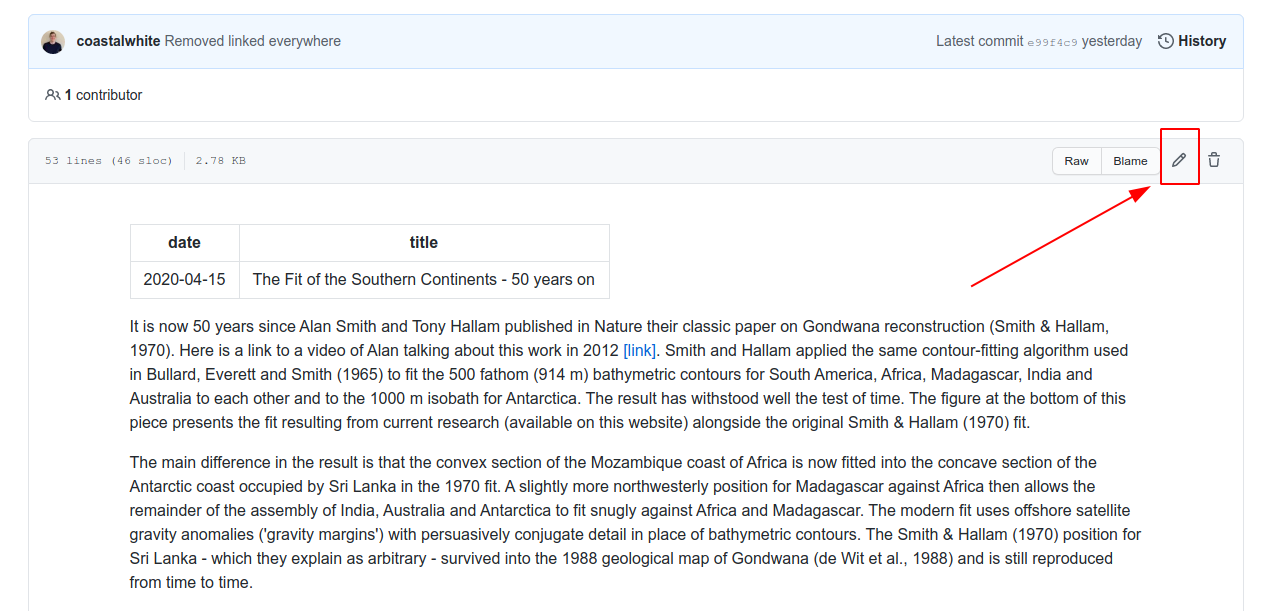 coastalwhite Removed linked everywhere Latest commit e99f4c9 yesterday History
1 contributor
53 lines (46 sloc) 2.78 KB Raw Blame
date title
2020-04-15 The Fit of the Southern Continents - 50 years on
It is now 50 years since Alan Smith and Tony Hallam published in Nature their classic paper on Gondwana reconstruction (Smith & Hallam,
1970). Here is a link to a video of Alan talking about this work in 2012 [link]. Smith and Hallam applied the same contour-fitting algorithm used
in Bullard, Everett and Smith (1965) to fit the 500 fathom (914 m) bathymetric contours for South America, Africa, Madagascar, India and
Australia to each other and to the 1000 m isobath for Antarctica. The result has withstood well the test of time. The figure at the bottom of this
piece presents the fit resulting from current research (available on this website) alongside the original Smith & Hallam (1970) fit.
The main difference in the result is that the convex section of the Mozambique coast of Africa is now fitted into the concave section of the
Antarctic coast occupied by Sri Lanka in the 1970 fit. A slightly more northwesterly position for Madagascar against Africa then allows the
remainder of the assembly of India, Australia and Antarctica to fit snugly against Africa and Madagascar. The modern fit uses offshore satellite
gravity anomalies ('gravity margins') with persuasively conjugate detail in place of bathymetric contours. The Smith & Hallam (1970) position for
Sri Lanka - which they explain as arbitrary - survived into the 1988 geological map of Gondwana (de Wit et al., 1988) and is still reproduced
from time to time.